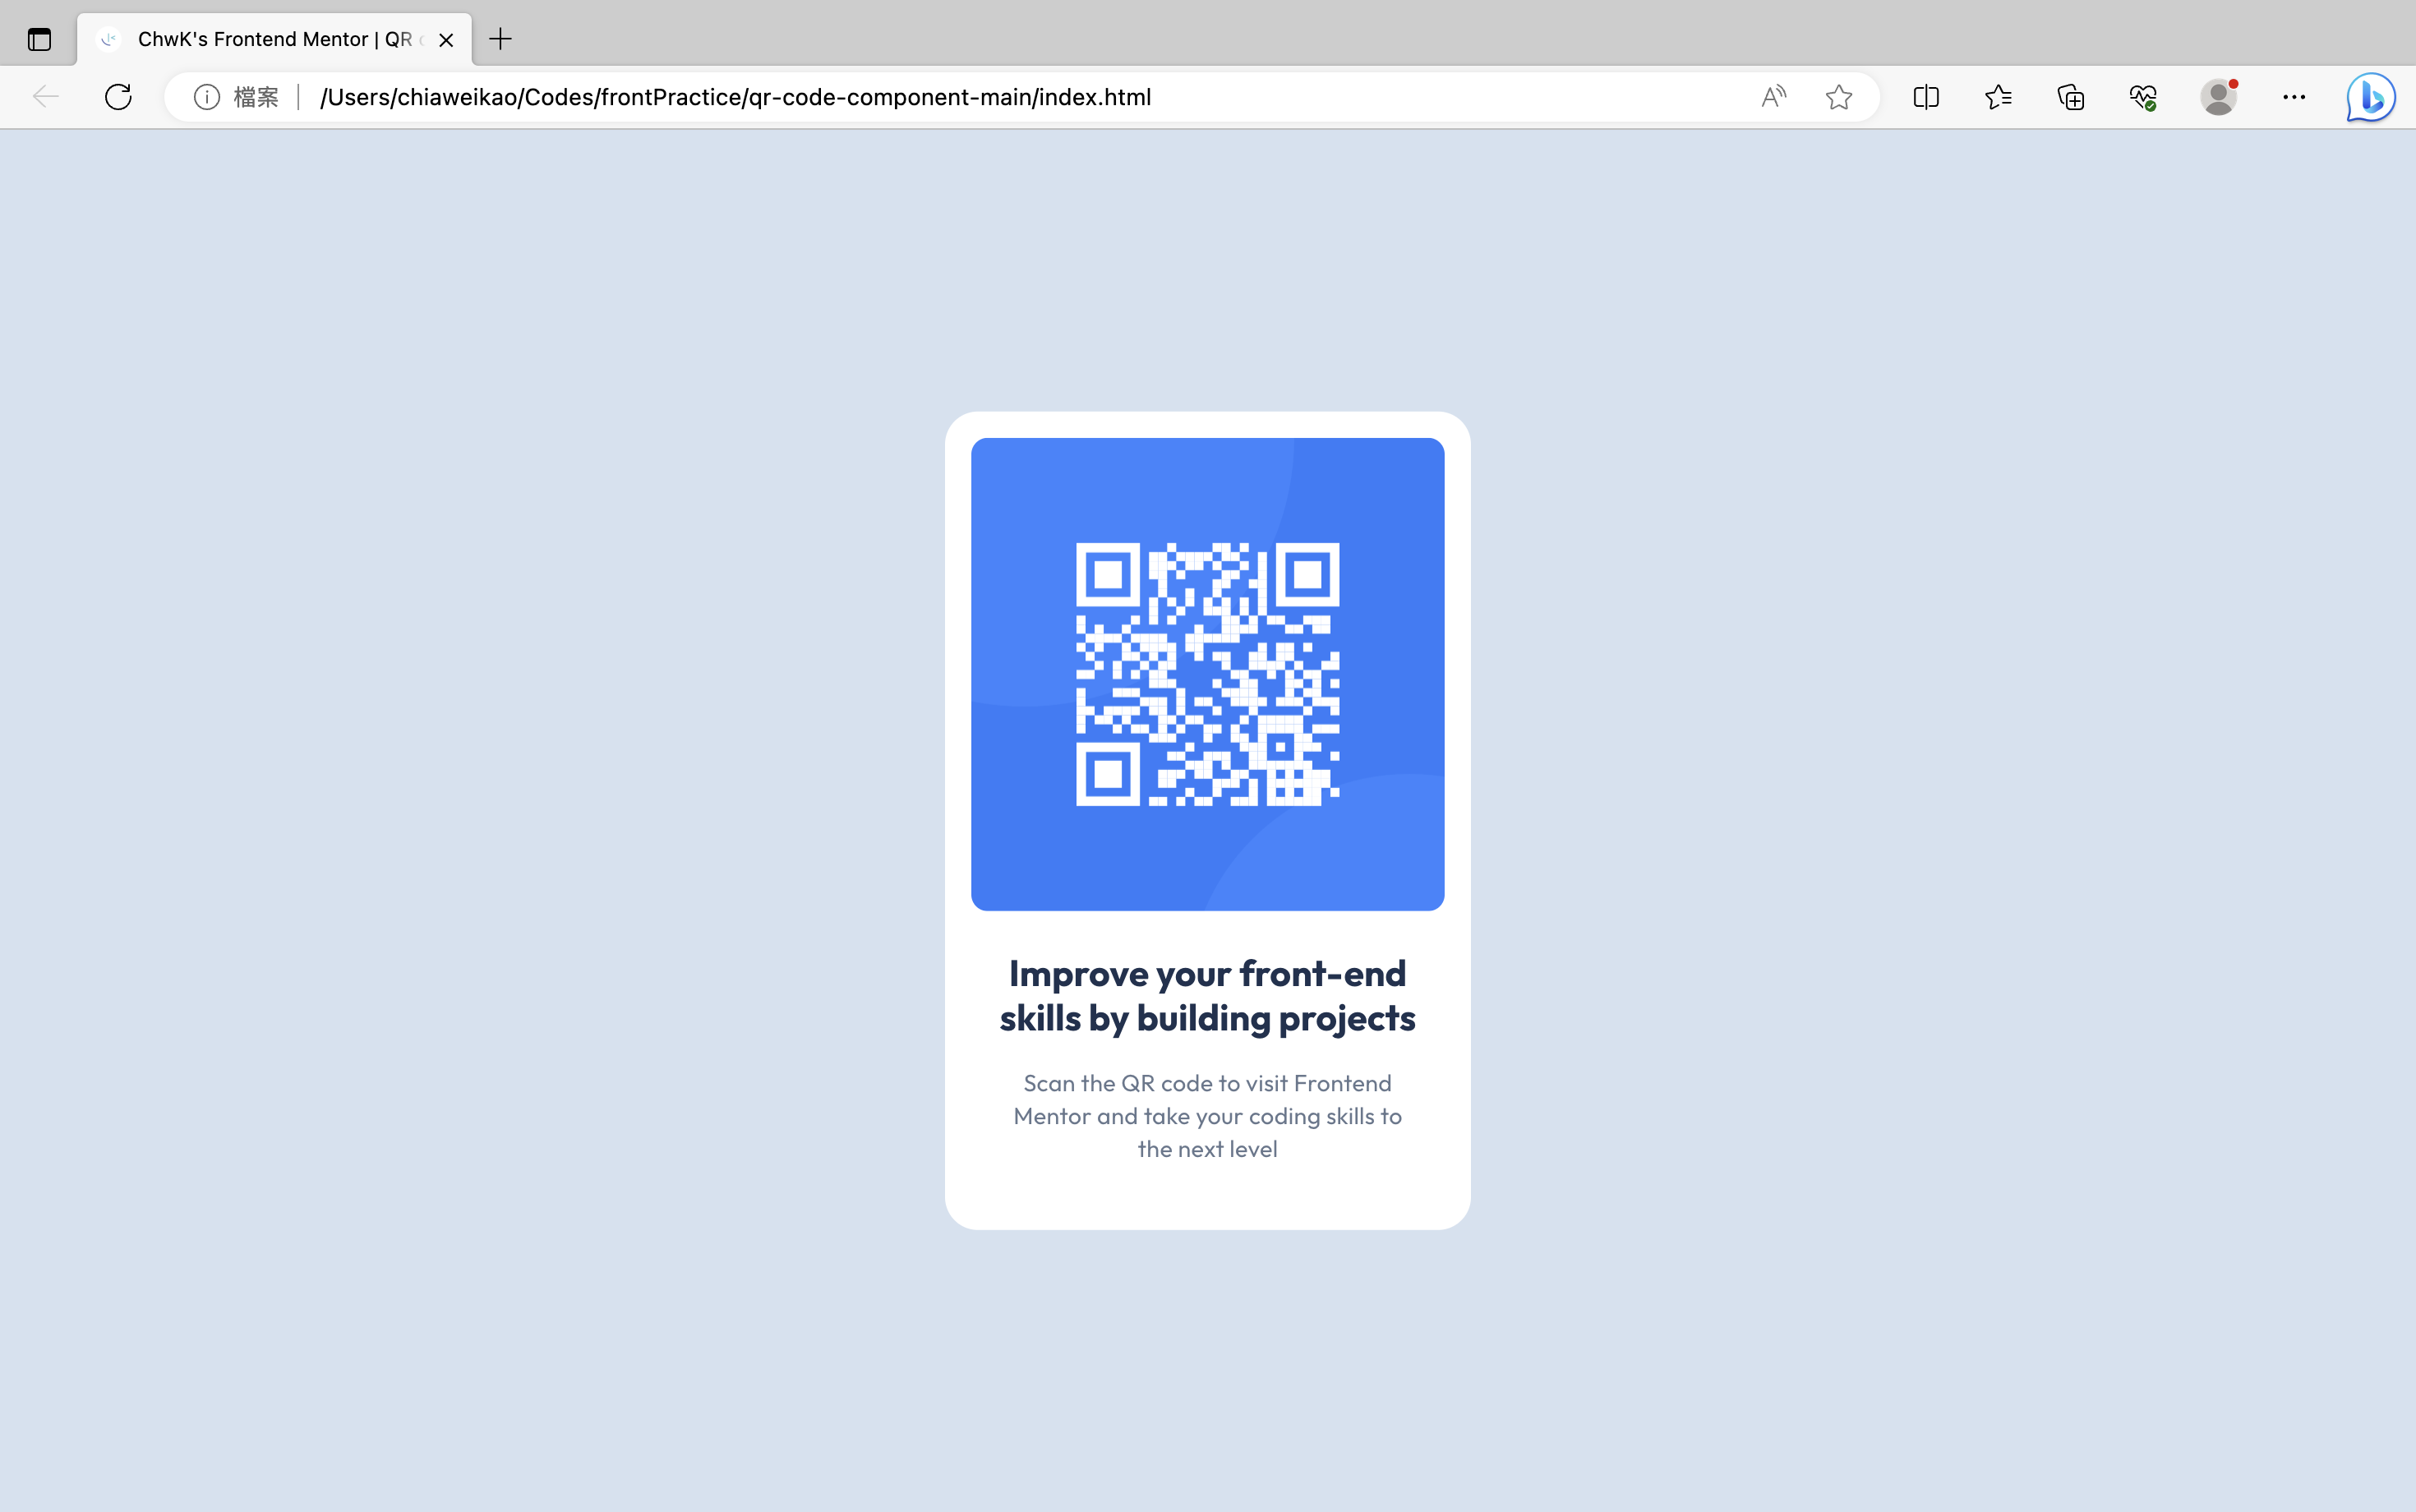 ChwK's Frontend Mentor | QR
檔案 /Users/chiaweikao/Codes/frontPractice/qr-code-component-main/index.html
Improve your front-end
skills by building projects
Scan the QR code to visit Frontend
Mentor and take your coding skills to
the next level